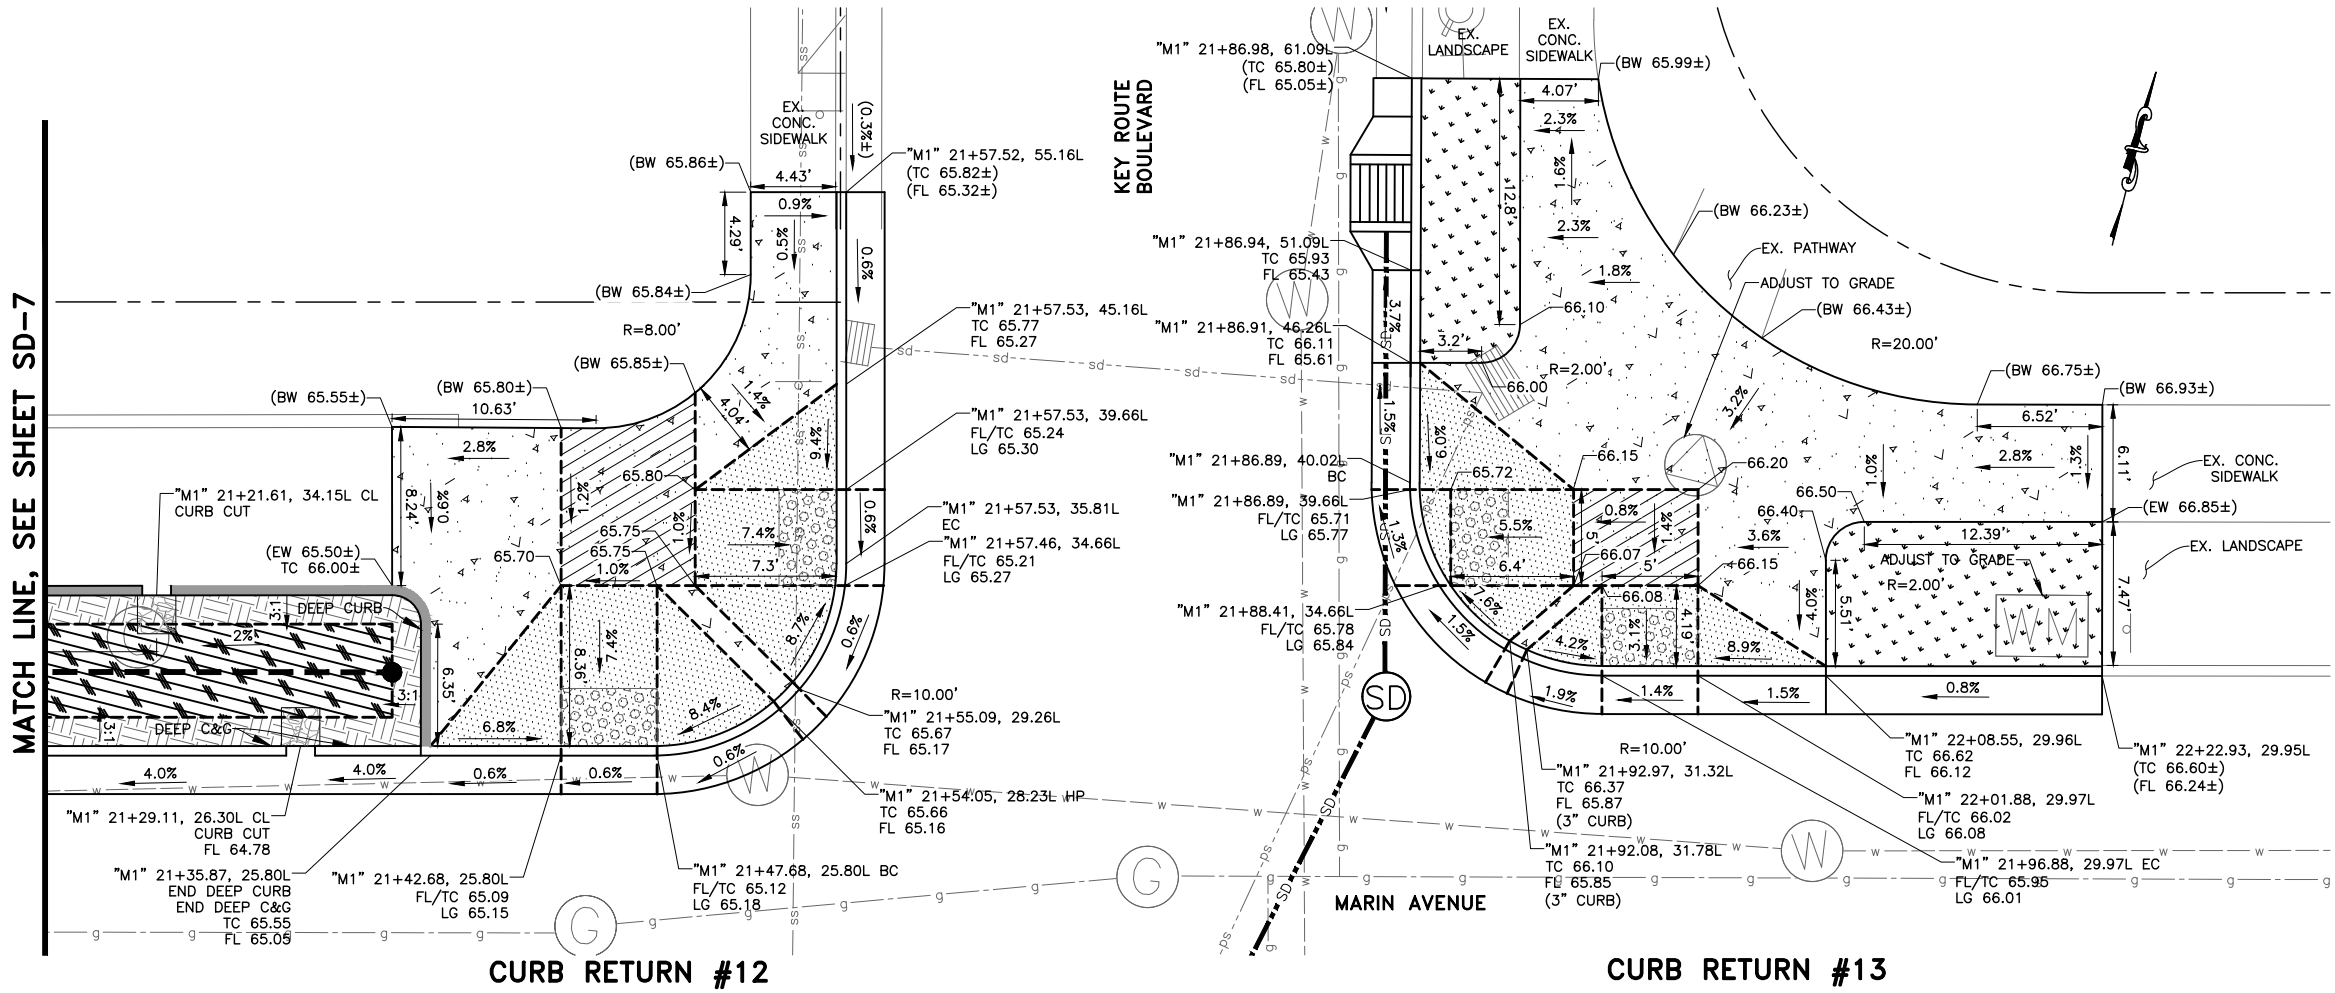 MATCH LINE, SEE SHEET SD-7
EX.
CONC.
SIDEWALK
(0.3%±)
(BW 65.86±)
4.43'
"M1" 21+57.52, 55.16L
(TC 65.82±)
(FL 65.32±)
0.9%
4.29'
0.5%
0.6%
(BW 65.84±)
R=8.00'
"M1" 21+57.53, 45.16L
TC 65.77
FL 65.27
(BW 65.85±)
(BW 65.80±)
(BW 65.55±)
10.63'
1.4%
4.04'
"M1" 21+57.53, 39.66L
FL/TC 65.24
LG 65.30
6.4%
2.8%
65.80
1.2%
0.6%
8.24'
"M1" 21+21.61, 34.15L CL
CURB CUT
0.6%
"M1" 21+57.53, 35.81L
EC
65.75
1.0%
7.4%
(EW 65.50±)
TC 66.00±
65.70
65.75
1.0%
7.3'
"M1" 21+57.46, 34.66L
FL/TC 65.21
LG 65.27
DEEP CURB
3:1
2%
3:1
6.35'
8.36'
7.4%
8.7%
0.6%
3:1
DEEP C&G
6.8%
8.4%
R=10.00'
"M1" 21+55.09, 29.26L
TC 65.67
FL 65.17
4.0%
4.0%
0.6%
0.6%
0.6%
W
"M1" 21+54.05, 28.23L HP
TC 65.66
FL 65.16
"M1" 21+29.11, 26.30L CL
CURB CUT
FL 64.78
"M1" 21+35.87, 25.80L
END DEEP CURB
END DEEP C&G
TC 65.55
FL 65.05
"M1" 21+42.68, 25.80L
FL/TC 65.09
LG 65.15
"M1" 21+47.68, 25.80L BC
FL/TC 65.12
LG 65.18
G
G
CURB RETURN #12
KEY ROUTE
BOULEVARD
W
"M1" 21+86.98, 61.09L
(TC 65.80±)
(FL 65.05±)
EX.
LANDSCAPE
EX.
CONC.
SIDEWALK
(BW 65.99±)
4.07'
2.3%
1.6%
12.8'
2.3%
(BW 66.23±)
EX. PATHWAY
"M1" 21+86.94, 51.09L
TC 65.93
FL 65.43
1.8%
ADJUST TO GRADE
W
3.7%
66.10
(BW 66.43±)
"M1" 21+86.91, 46.26L
TC 66.11
FL 65.61
3.2'
R=2.00'
66.00
R=20.00'
(BW 66.75±)
(BW 66.93±)
1.5%
3.2%
6.52'
9.0%
"M1" 21+86.89, 40.02L
BC
65.72
66.15
66.20
1.0%
2.8%
1.3%
6.11'
EX. CONC.
SIDEWALK
"M1" 21+86.89, 39.66L
FL/TC 65.71
LG 65.77
66.50
66.40
(EW 66.85±)
1.3%
5.5%
5'
0.8%
1.4%
3.6%
12.39'
EX. LANDSCAPE
66.07
6.4'
5'
66.15
ADJUST TO GRADE
R=2.00'
66.08
"M1" 21+88.41, 34.66L
FL/TC 65.78
LG 65.84
7.6%
4.0%
5.51'
7.47'
1.5%
4.2%
3.1%
4.19'
8.9%
WM
SD
1.9%
1.4%
1.5%
0.8%
R=10.00'
"M1" 22+08.55, 29.96L
TC 66.62
FL 66.12
"M1" 22+22.93, 29.95L
(TC 66.60±)
(FL 66.24±)
"M1" 21+92.97, 31.32L
TC 66.37
FL 65.87
(3" CURB)
"M1" 22+01.88, 29.97L
FL/TC 66.02
LG 66.08
W
"M1" 21+92.08, 31.78L
TC 66.10
FL 65.85
(3" CURB)
"M1" 21+96.88, 29.97L EC
FL/TC 65.95
LG 66.01
MARIN AVENUE
CURB RETURN #13